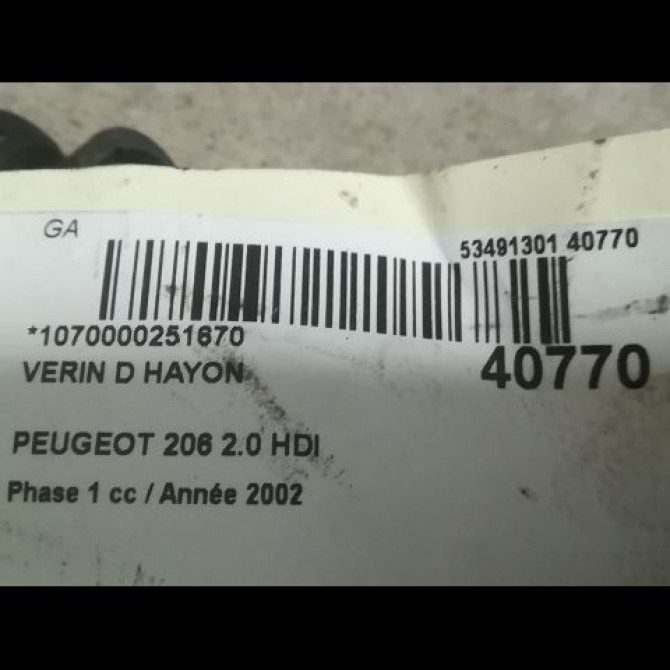 GA
53491301 40770
*1070000251670
40770
VERIN D HAYON
PEUGEOT 206 2.0 HDI
Phase 1 cc / Année 2002